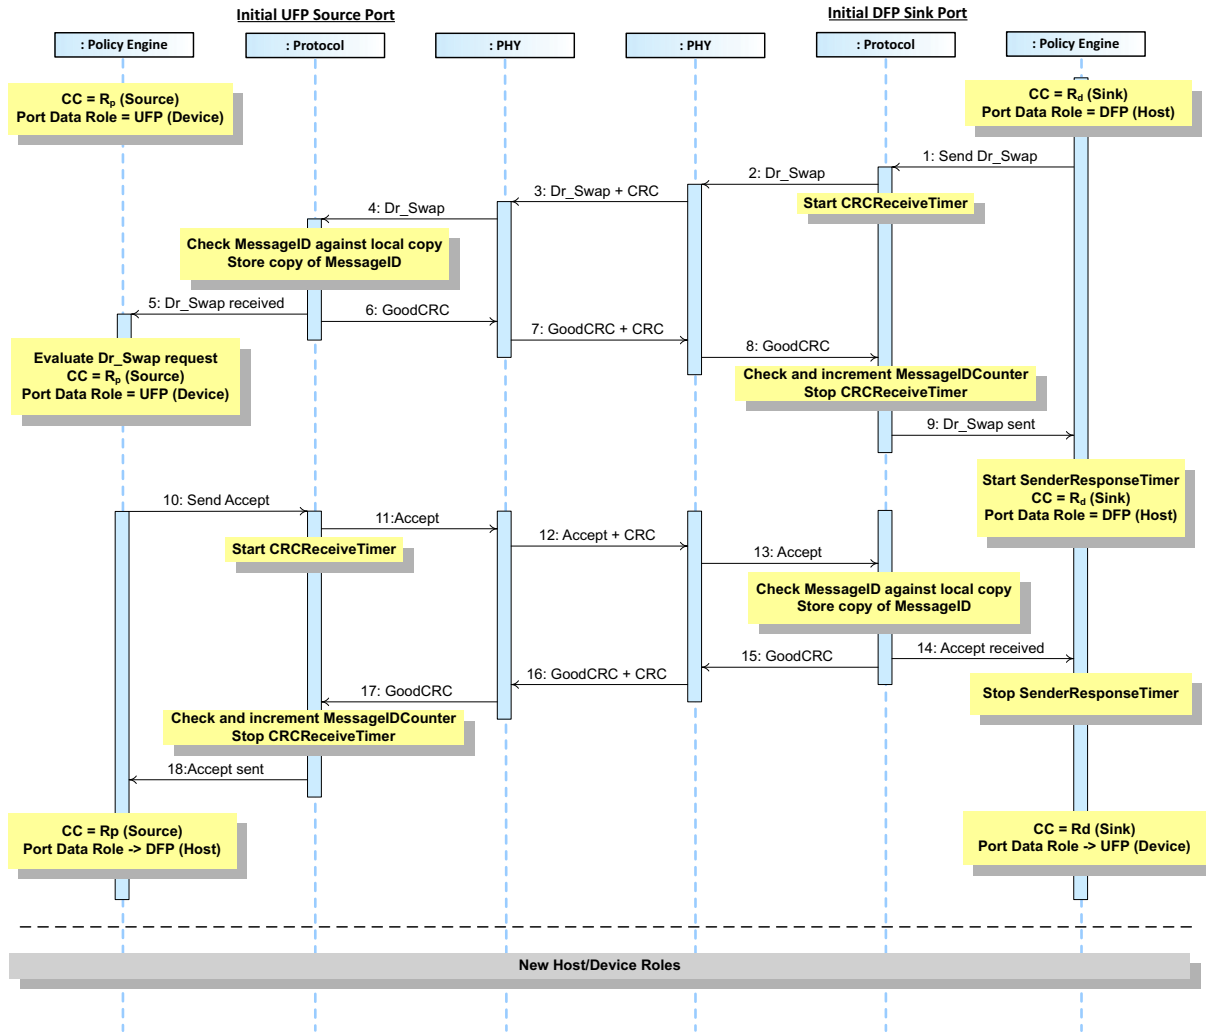 Initial UFP Source Port
Initial DFP Sink Port
: Policy Engine
: Protocol
: PHY
: PHY
: Protocol
: Policy Engine
CC = Rp (Source)
Port Data Role = UFP (Device)
CC = Rd (Sink)
Port Data Role = DFP (Host)
1: Send Dr_Swap
2: Dr_Swap
Start CRCReceiveTimer
3: Dr_Swap + CRC
4: Dr_Swap
Check MessageID against local copy
Store copy of MessageID
5: Dr_Swap received
6: GoodCRC
7: GoodCRC + CRC
8: GoodCRC
Evaluate Dr_Swap request
CC = Rp (Source)
Port Data Role = UFP (Device)
Check and increment MessageIDCounter
Stop CRCReceiveTimer
9: Dr_Swap sent
Start SenderResponseTimer
CC = Rd (Sink)
Port Data Role = DFP (Host)
10: Send Accept
11:Accept
Start CRCReceiveTimer
12: Accept + CRC
13: Accept
Check MessageID against local copy
Store copy of MessageID
14: Accept received
15: GoodCRC
16: GoodCRC + CRC
17: GoodCRC
Stop SenderResponseTimer
Check and increment MessageIDCounter
Stop CRCReceiveTimer
18:Accept sent
CC = Rp (Source)
Port Data Role -> DFP (Host)
CC = Rd (Sink)
Port Data Role -> UFP (Device)
New Host/Device Roles